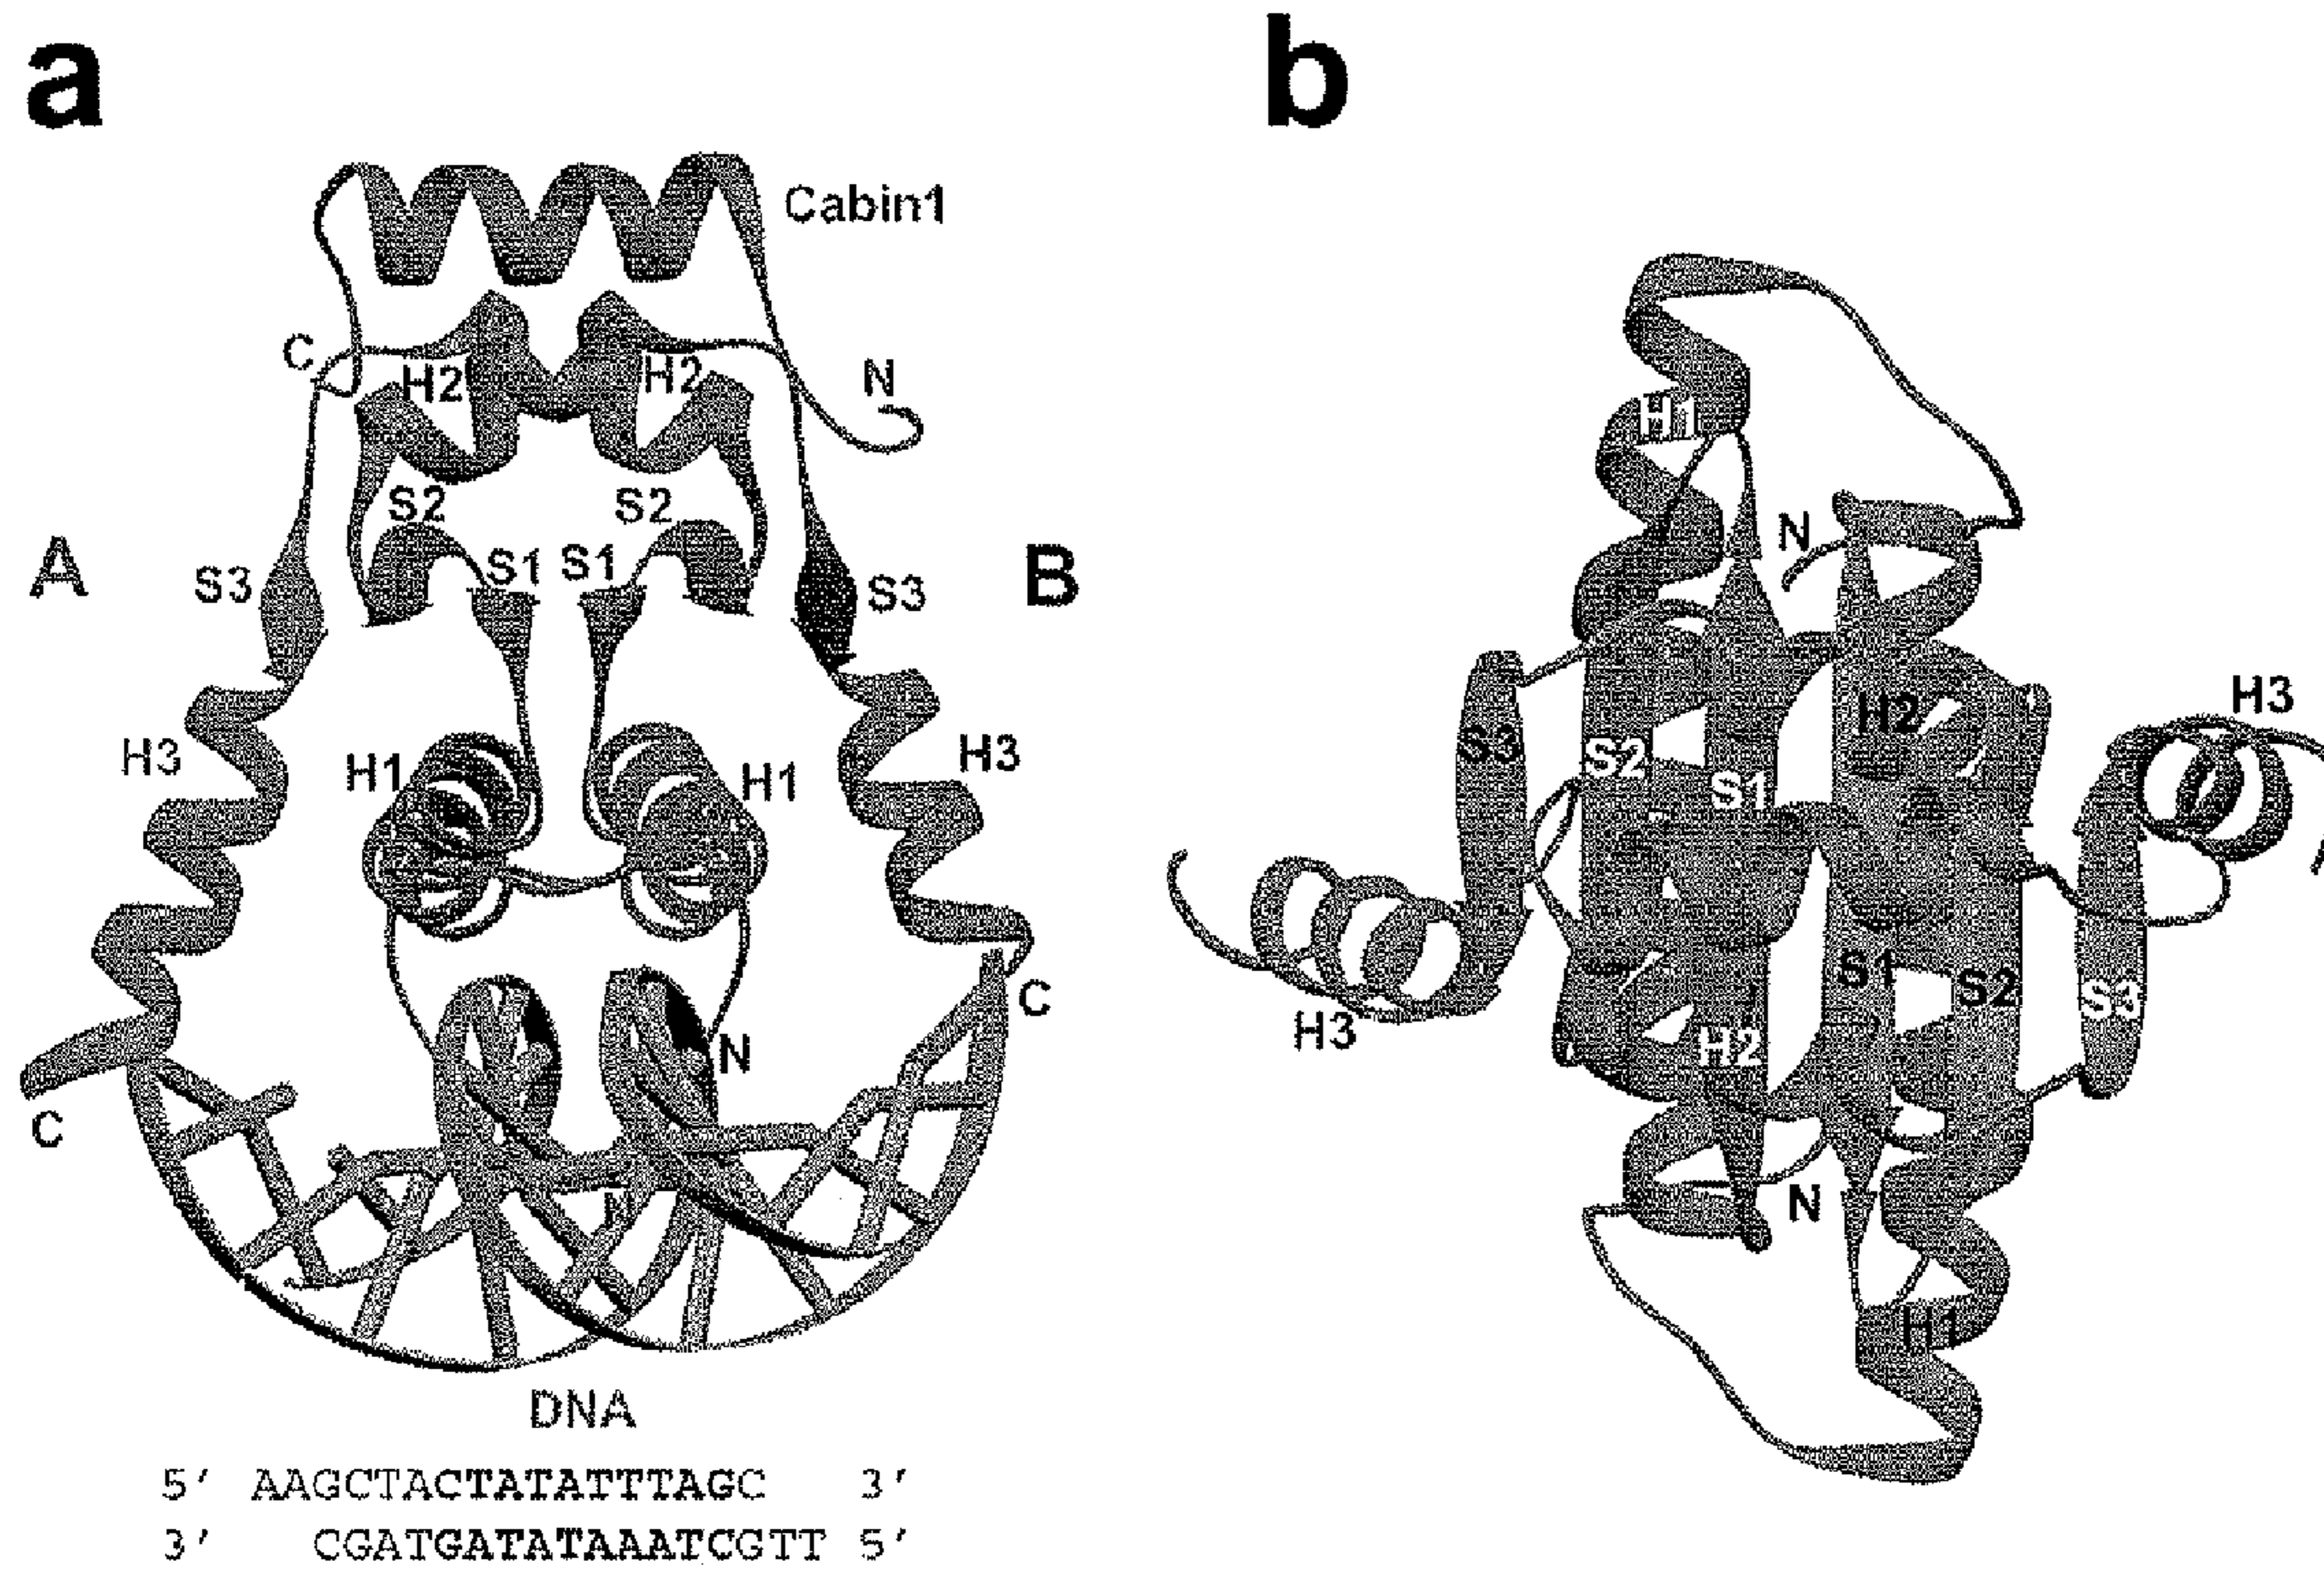 a
b
Cabin1
C
H2
H2
N
S2
S2
A
S3
S1
S1
B
S3
H3
H1
H1
H3
C
N
C
N
DNA
5' AAGCTACTATATTTAGC 3'
3' CGATGATATAAATCGTT 5'
H1
N
H3
H2
S3
S2
S1
S1
S2
S3
H3
H2
N
H1